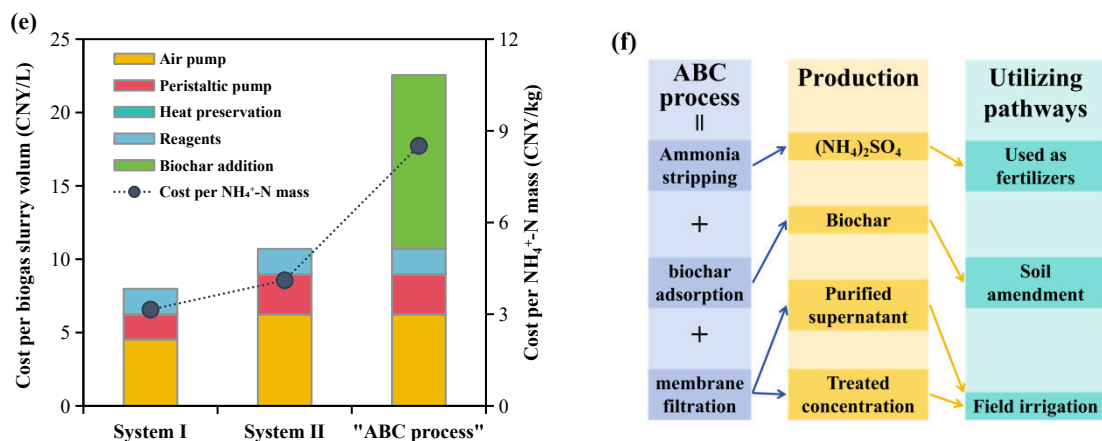 (e)
Cost per biogas slurry volum (CNY/L)
25
20
15
10
5
0
Air pump
Peristaltic pump
Heat preservation
Reagents
Biochar addition
Cost per NH₄⁺-N mass
12
9
6
3
0
Cost per NH₄⁺-N mass (CNY/kg)
System I
System II
"ABC process"
(f)
ABC
process
=
Ammonia
stripping
+
biochar
adsorption
+
membrane
filtration
Production
(NH₄)₂SO₄
Biochar
Purified
supernatant
Treated
concentration
Utilizing
pathways
Used as
fertilizers
Soil
amendment
Field irrigation